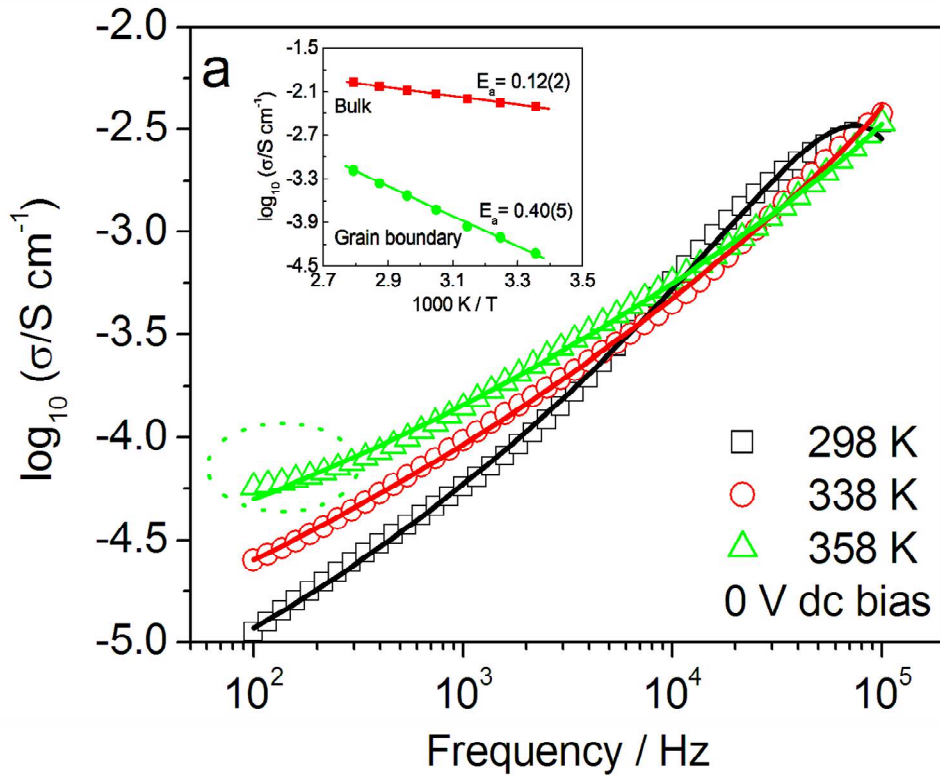 a
log₁₀ (σ/S cm⁻¹)
-2.0
-2.5
-3.0
-3.5
-4.0
-4.5
-5.0
10² 10³ 10⁴ 10⁵
Frequency / Hz
log₁₀ (σ/S cm⁻¹)
-1.5
-2.1
-2.7
-3.3
-3.9
-4.5
2.7 2.9 3.1 3.3 3.5
1000 K / T
Eₐ = 0.12(2)
Bulk
Eₐ = 0.40(5)
Grain boundary
298 K
338 K
358 K
0 V dc bias